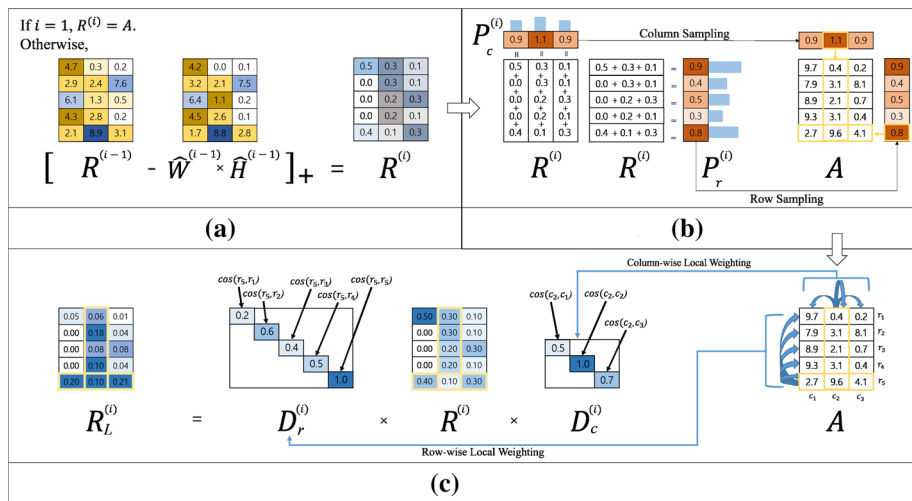 If i = 1, R^(i) = A.
Otherwise,
4.7 0.3 0.2
2.9 2.4 7.6
6.1 1.3 0.5
4.3 2.8 0.2
2.1 8.9 3.1
4.2 0.0 0.1
3.2 2.1 7.5
6.4 1.1 0.2
4.5 2.6 0.1
1.7 8.8 2.8
0.5 0.3 0.1
0.0 0.3 0.1
0.0 0.2 0.3
0.0 0.2 0.1
0.4 0.1 0.3
[ R^(i−1) - Ŵ^(i−1) × Ĥ^(i−1) ]+ = R^(i)
(a)
P_c^(i)
0.9 1.1 0.9
Column Sampling
0.9 1.1 0.9
= = =
0.5 0.3 0.1
+ + +
0.0 0.3 0.1
+ + +
0.0 0.2 0.3
+ + +
0.0 0.2 0.1
+ + +
0.4 0.1 0.3
0.5 + 0.3 + 0.1 = 0.9
0.0 + 0.3 + 0.1 = 0.4
0.0 + 0.2 + 0.3 = 0.5
0.0 + 0.2 + 0.1 = 0.3
0.4 + 0.1 + 0.3 = 0.8
9.7 0.4 0.2 0.9
7.9 3.1 8.1 0.4
8.9 2.1 0.7 0.5
9.3 3.1 0.4 0.3
2.7 9.6 4.1 0.8
R^(i) R^(i) P_r^(i) A
Row Sampling
(b)
Column-wise Local Weighting
cos(r5,r1)
cos(r5,r2)
cos(r5,r3)
cos(r5,r4)
cos(r5,r5)
cos(c2,c1)
cos(c2,c2)
cos(c2,c3)
0.05 0.06 0.01
0.00 0.18 0.04
0.00 0.08 0.08
0.00 0.10 0.04
0.20 0.10 0.21
0.2
0.6
0.4
0.5
1.0
0.50 0.30 0.10
0.00 0.30 0.10
0.00 0.20 0.30
0.00 0.20 0.10
0.40 0.10 0.30
0.5
1.0
0.7
9.7 0.4 0.2 r1
7.9 3.1 8.1 r2
8.9 2.1 0.7 r3
9.3 3.1 0.4 r4
2.7 9.6 4.1 r5
c1 c2 c3
R_L^(i) = D_r^(i) × R^(i) × D_c^(i) A
Row-wise Local Weighting
(c)